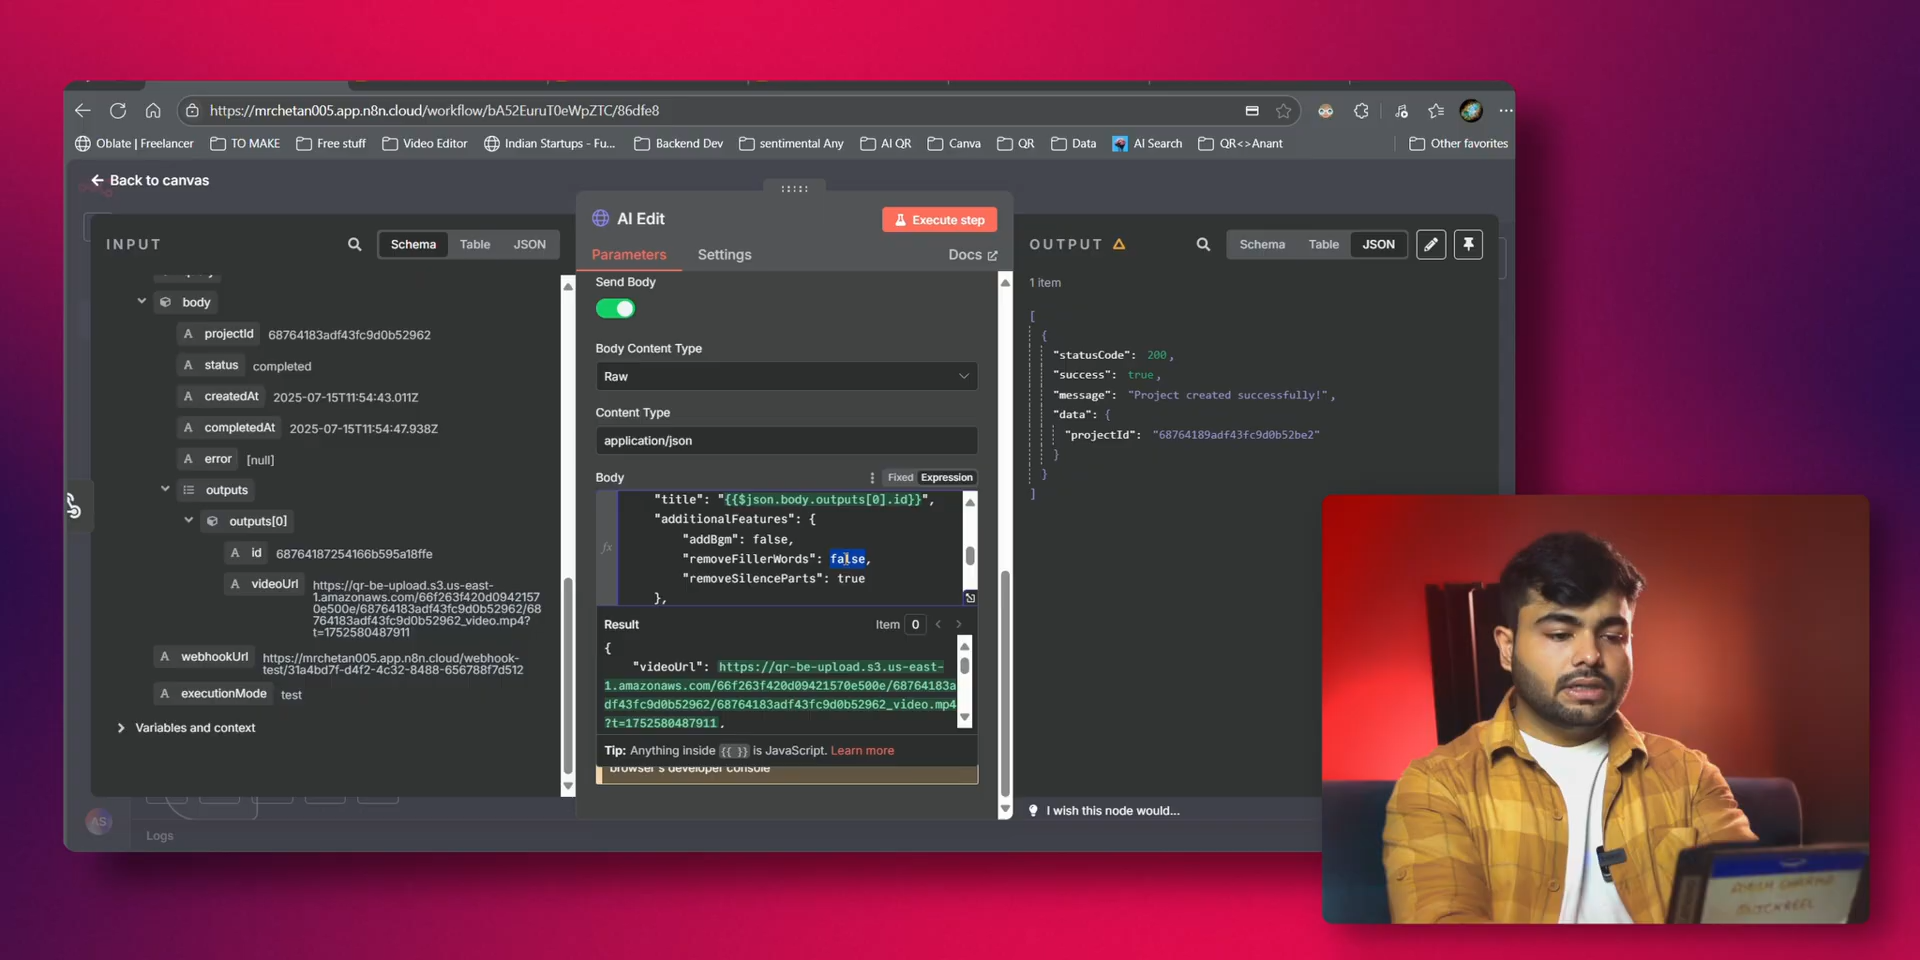 https://mrchetan005.app.n8n.cloud/workflow/bA52EuruT0eWpZTC/86dfe8
Oblate | Freelancer
TO MAKE
Free stuff
Video Editor
Indian Startups - Fu...
Backend Dev
sentimental Any
AI QR
Canva
QR
Data
AI Search
QR<>Anant
Other favorites
Back to canvas
INPUT
Schema
Table
JSON
body
A projectId 68764183adf43fc9d0b52962
A status completed
A createdAt 2025-07-15T11:54:43.011Z
A completedAt 2025-07-15T11:54:47.938Z
A error [null]
outputs
outputs[0]
A id 68764187254166b595a18ffe
A videoUrl https://qr-be-upload.s3.us-east-
1.amazonaws.com/66f263f420d0942157
0e500e/68764183adf43fc9d0b52962/68
764183adf43fc9d0b52962_video.mp4?
t=1752580487911
A webhookUrl https://mrchetan005.app.n8n.cloud/webhook-
test/31a4bd7f-d4f2-4c32-8488-656788f7d512
A executionMode test
Variables and context
AS
Logs
AI Edit
Execute step
Parameters
Settings
Docs
Send Body
Body Content Type
Raw
Content Type
application/json
Body
Fixed
Expression
fx
"title": "{{$json.body.outputs[0].id}}",
"additionalFeatures": {
"addBgm": false,
"removeFillerWords": false,
"removeSilenceParts": true
},
Result
Item 0
{
"videoUrl": https://qr-be-upload.s3.us-east-
1.amazonaws.com/66f263f420d09421570e500e/68764183a
df43fc9d0b52962/68764183adf43fc9d0b52962_video.mp4
?t=1752580487911,
Tip: Anything inside {{ }} is JavaScript. Learn more
browser's developer console
OUTPUT
Schema
Table
JSON
1 item
[
{
"statusCode": 200,
"success": true,
"message": "Project created successfully!",
"data": {
"projectId": "68764189adf43fc9d0b52be2"
}
}
]
I wish this node would...